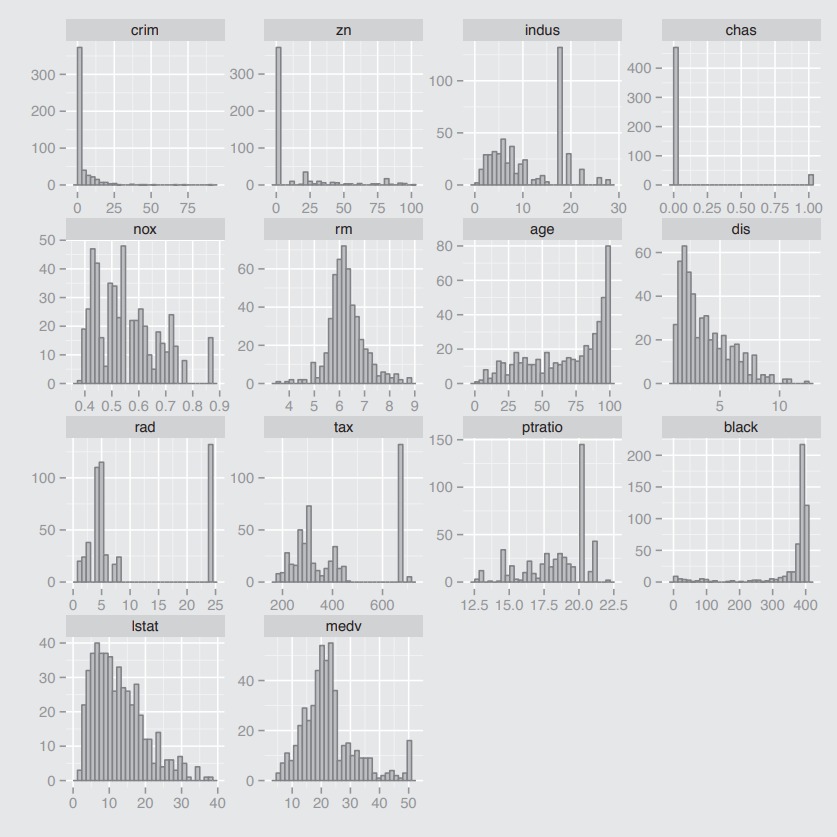 crim zn indus chas
300 300 100 400
200 200 50 300
100 100 0 200
0 0 100
0
0 25 50 75 0 25 50 75 100 0 10 20 30 0.00 0.25 0.50 0.75 1.00
nox rm age dis
50 60 80 60
40 40 60 40
30 20 40 20
20 0 20 0
10 0
0
0.4 0.5 0.6 0.7 0.8 0.9 4 5 6 7 8 9 0 25 50 75 100 5 10
rad tax ptratio black
100 100 150 200
50 50 100 150
0 0 50 100
0 50
0
0 5 10 15 20 25 200 400 600 12.5 15.0 17.5 20.0 22.5 0 100 200 300 400
lstat medv
40 40
30 20
20 0
10
0
0 10 20 30 40 10 20 30 40 50